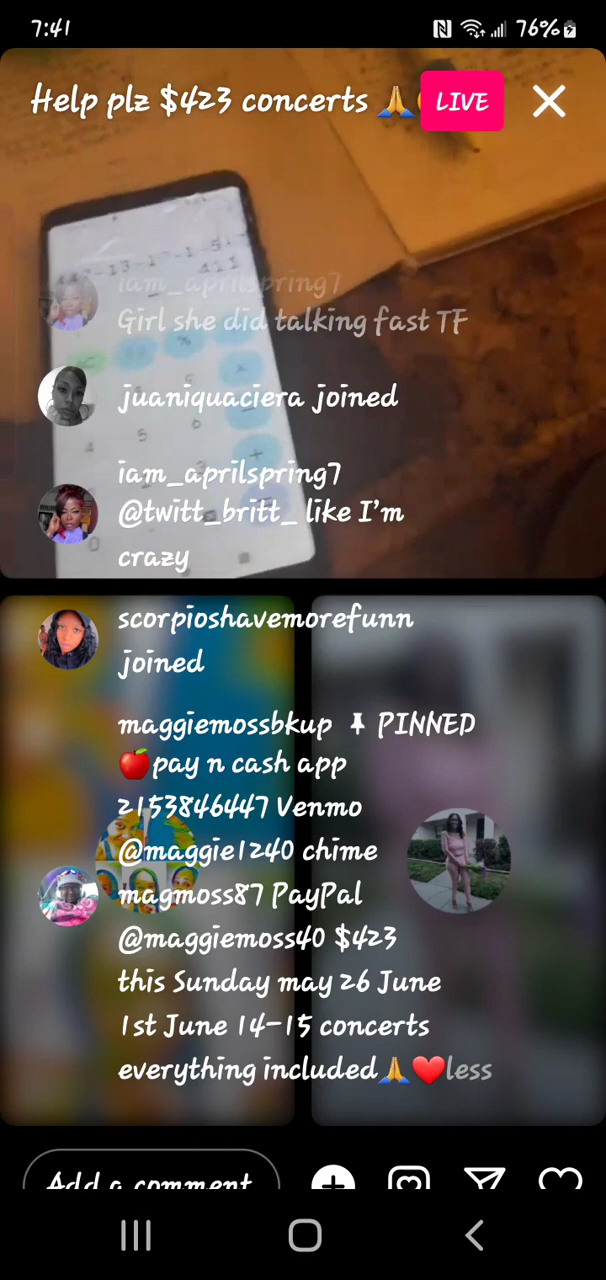 7:41
76%
Help plz $423 concerts 🙏
LIVE
iam_aprilspring7
Girl she did talking fast TF
juaniquaciera joined
iam_aprilspring7
@twitt_britt_ like I'm
crazy
scorpioshavemorefunn
joined
maggiemossbkup 📌 PINNED
🍎pay n cash app
2153846447 Venmo
@maggie1240 chime
magmoss87 PayPal
@maggiemoss40 $423
this Sunday may 26 June
1st June 14-15 concerts
everything included🙏❤️less
Add a comment